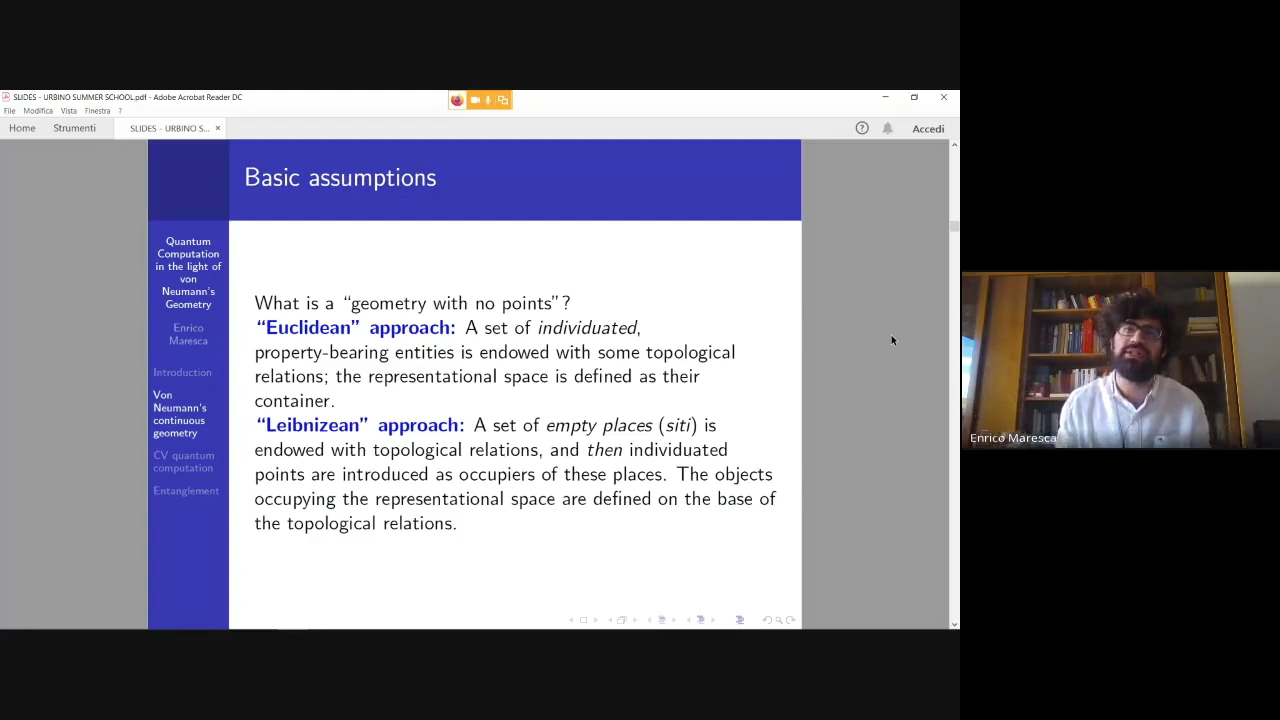 SLIDES - URBINO SUMMER SCHOOL.pdf - Adobe Acrobat Reader DC
File Modifica Vista Finestra ?
Home Strumenti SLIDES - URBINO S... × Accedi
Basic assumptions
Quantum
Computation
in the light of
von
Neumann's
Geometry
Enrico
Maresca
Introduction
Von
Neumann's
continuous
geometry
CV quantum
computation
Entanglement
What is a “geometry with no points”?
“Euclidean” approach: A set of individuated,
property-bearing entities is endowed with some topological
relations; the representational space is defined as their
container.
“Leibnizean” approach: A set of empty places (siti) is
endowed with topological relations, and then individuated
points are introduced as occupiers of these places. The objects
occupying the representational space are defined on the base of
the topological relations.
Enrico Maresca